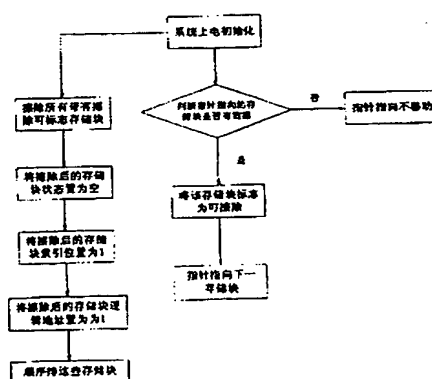 系统上电初始化
擦除所有带有擦
除可标志存储块
判断指针指向的存
储块是否有数据
否
指针指向不移动
是
将擦除后的存储
块状态置为空
将该存储块标志
为可擦除
将擦除后的存储
块索引位置为1
指针指向下一
存储块
将擦除后的存储块逻
辑地址置为为1
顺序排这些存储块